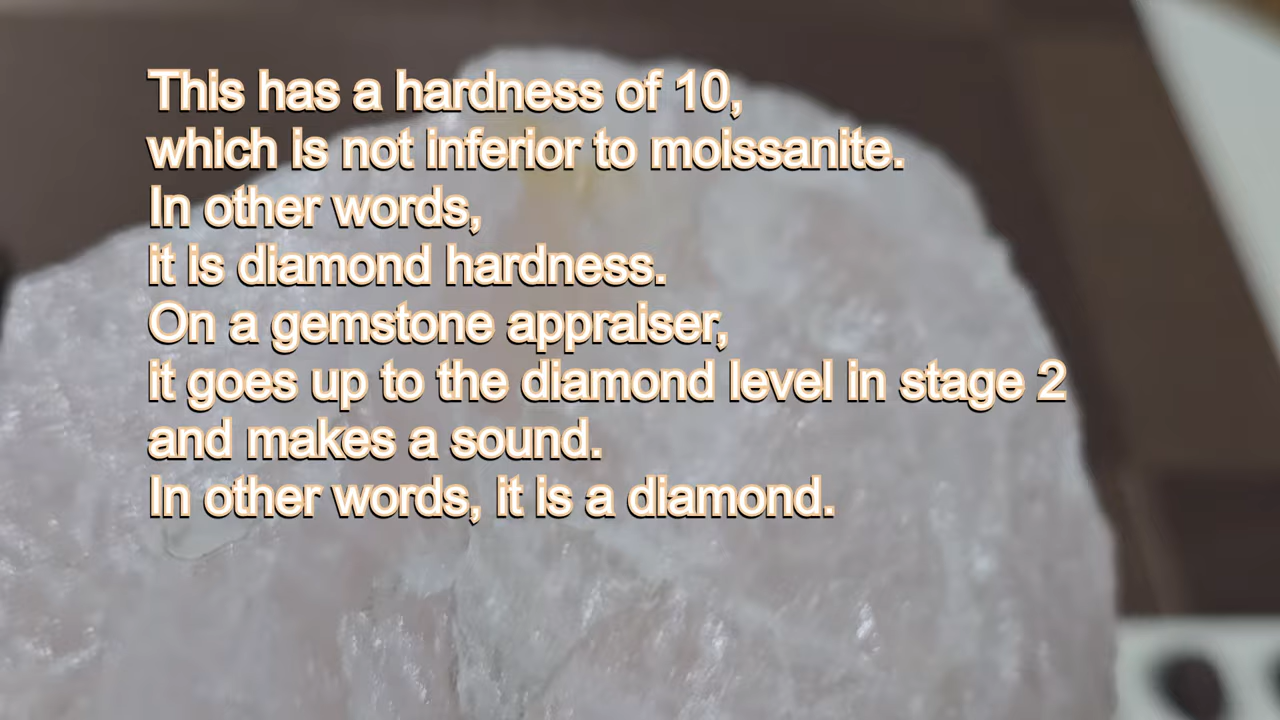 This has a hardness of 10,
which is not inferior to moissanite.
In other words,
it is diamond hardness.
On a gemstone appraiser,
it goes up to the diamond level in stage 2
and makes a sound.
In other words, it is a diamond.